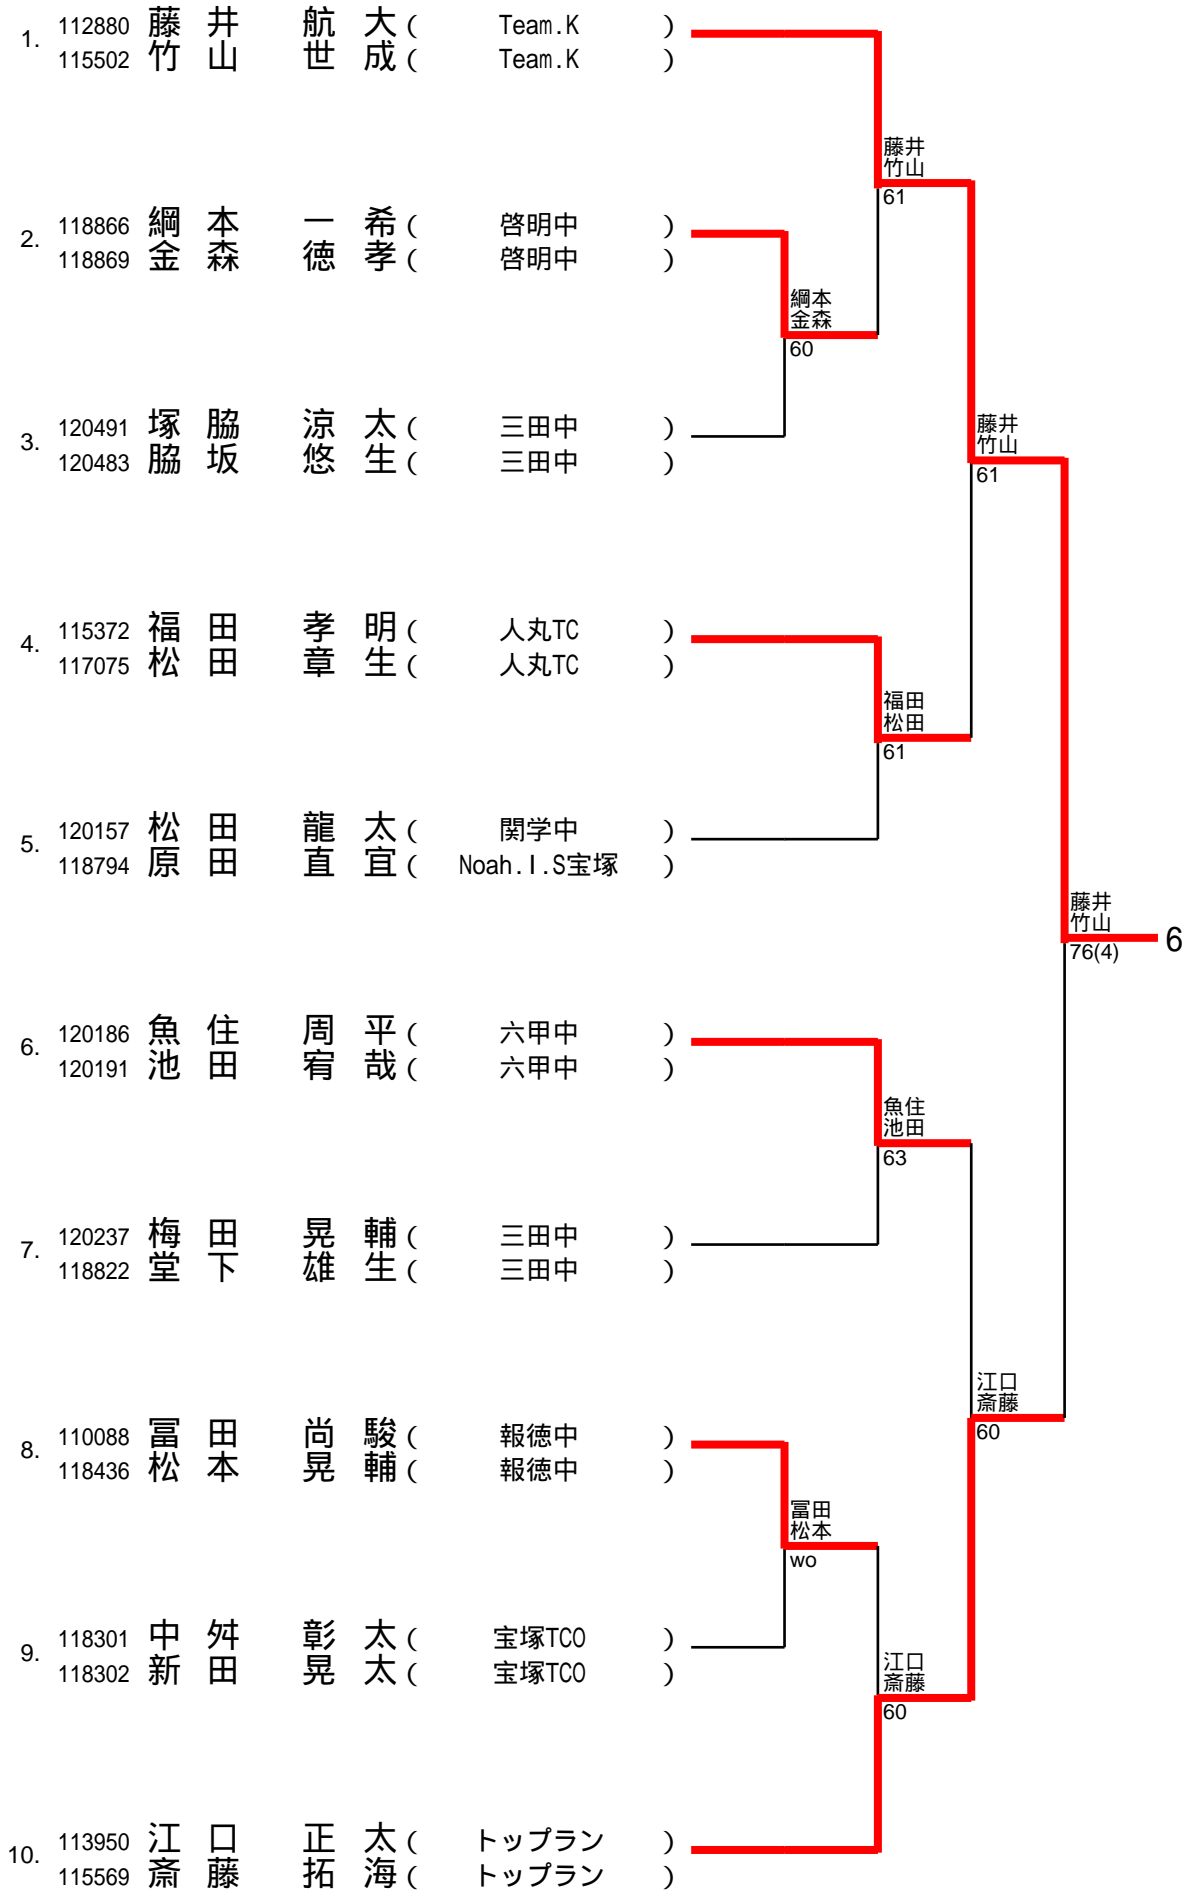 1. 112880 藤井 航大 ( Team.K )
115502 竹山 世成 ( Team.K )
藤井
竹山
61
2. 118866 綱本 一希 ( 啓明中 )
118869 金森 徳孝 ( 啓明中 )
綱本
金森
60
3. 120491 塚脇 涼太 ( 三田中 )
120483 脇坂 悠生 ( 三田中 )
藤井
竹山
61
4. 115372 福田 孝明 ( 人丸TC )
117075 松田 章生 ( 人丸TC )
福田
松田
61
5. 120157 松田 龍太 ( 関学中 )
118794 原田 直宜 ( Noah.I.S宝塚 )
藤井
竹山
76(4)
6
6. 120186 魚住 周平 ( 六甲中 )
120191 池田 宥哉 ( 六甲中 )
魚住
池田
63
7. 120237 梅田 晃輔 ( 三田中 )
118822 堂下 雄生 ( 三田中 )
江口
斎藤
60
8. 110088 冨田 尚駿 ( 報徳中 )
118436 松本 晃輔 ( 報徳中 )
冨田
松本
wo
9. 118301 中舛 彰太 ( 宝塚TCO )
118302 新田 晃太 ( 宝塚TCO )
江口
斎藤
60
10. 113950 江口 正太 ( トップラン )
115569 斎藤 拓海 ( トップラン )